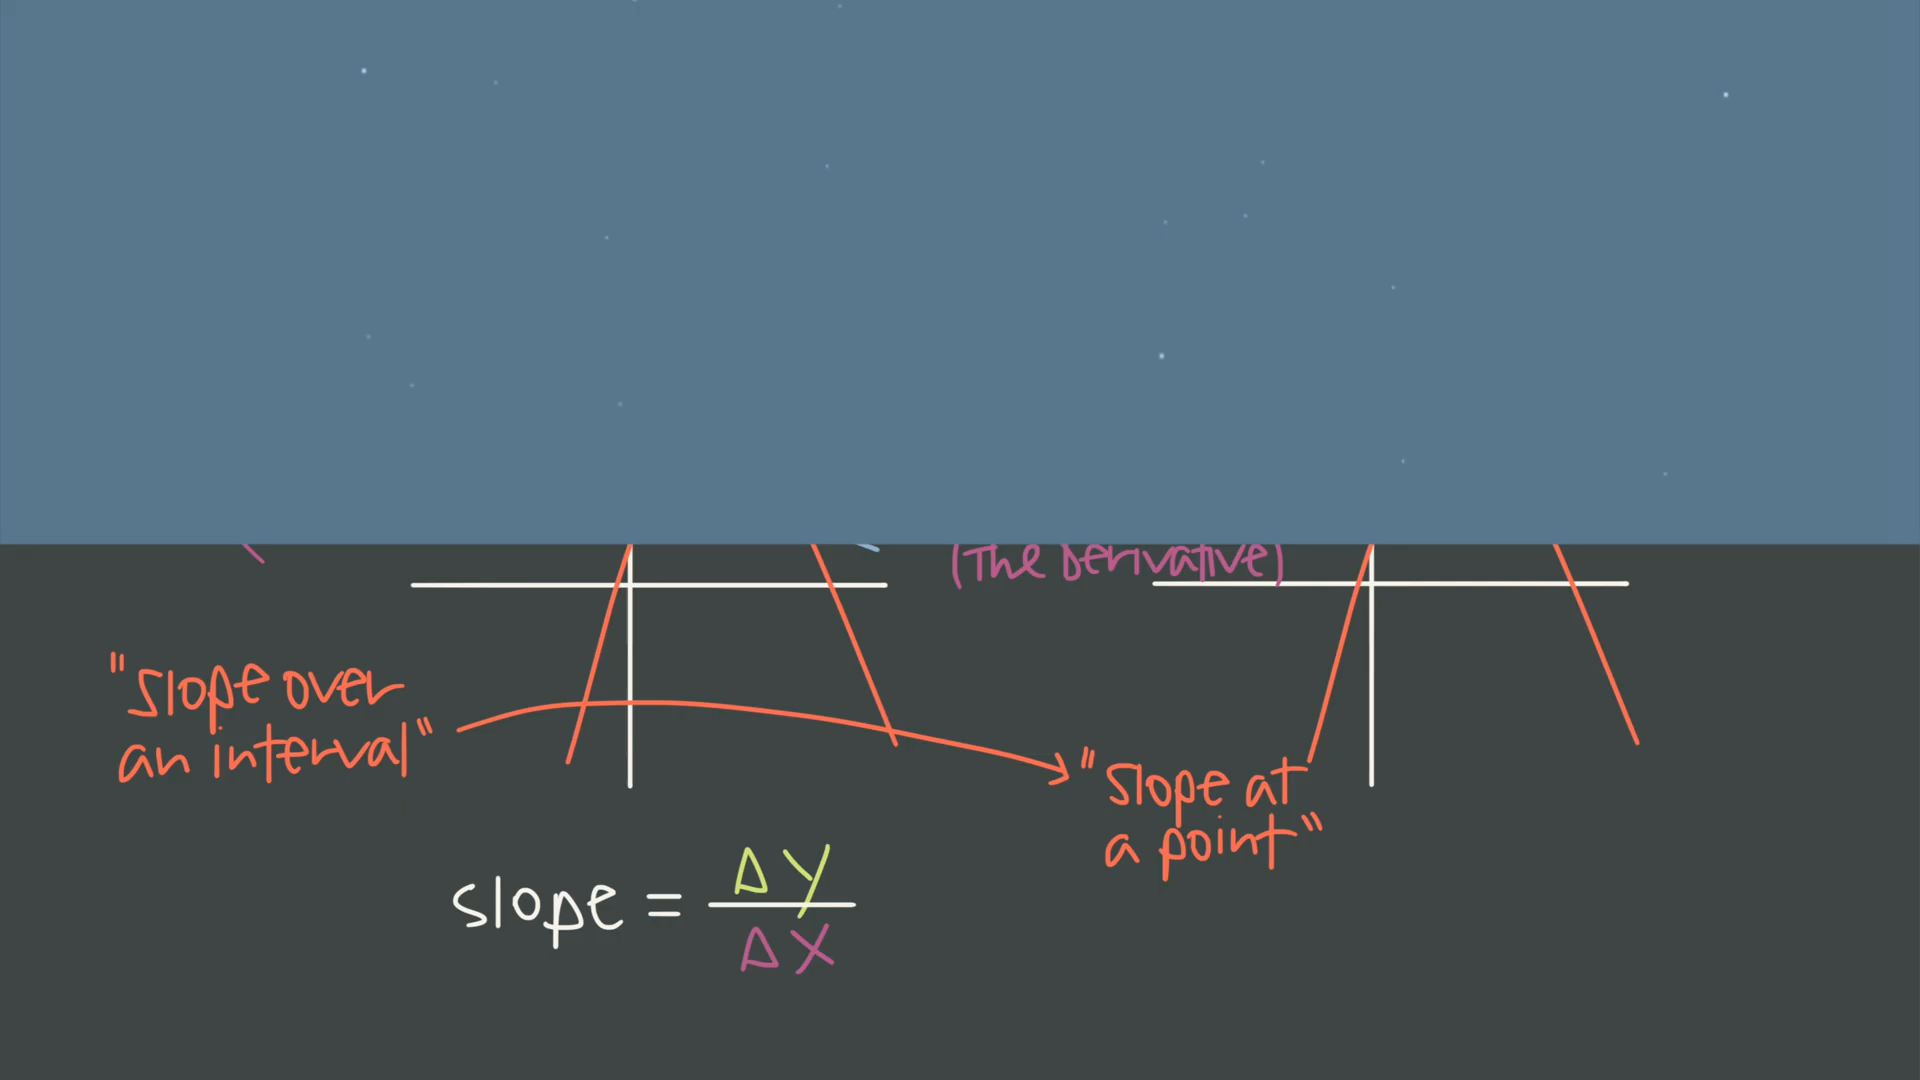 (The Derivative)
"Slope over
an interval"
"Slope at
a point"
slope = ΔY
ΔX